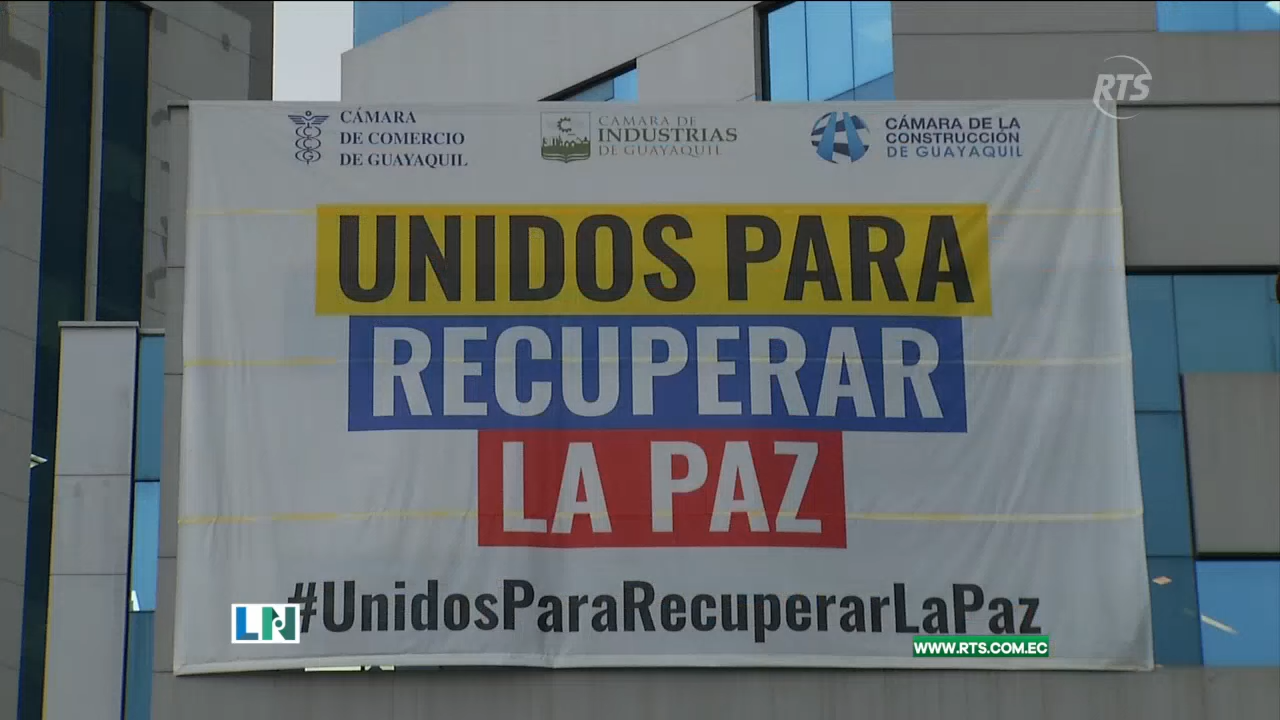 RTS
CÁMARA
DE COMERCIO
DE GUAYAQUIL
CÁMARA DE
INDUSTRIAS
DE GUAYAQUIL
CÁMARA DE LA
CONSTRUCCIÓN
DE GUAYAQUIL
UNIDOS PARA
RECUPERAR
LA PAZ
#UnidosParaRecuperarLaPaz
LN
WWW.RTS.COM.EC